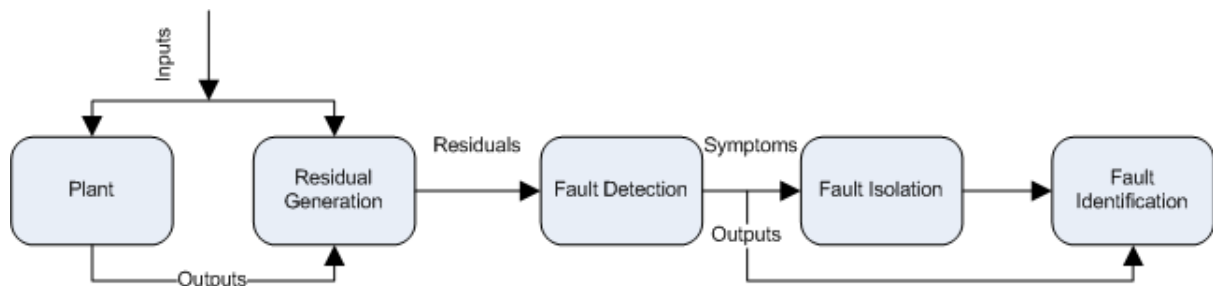 Inputs
Plant
Residual
Generation
Residuals
Fault Detection
Symptoms
Outputs
Fault Isolation
Fault
Identification
Outputs